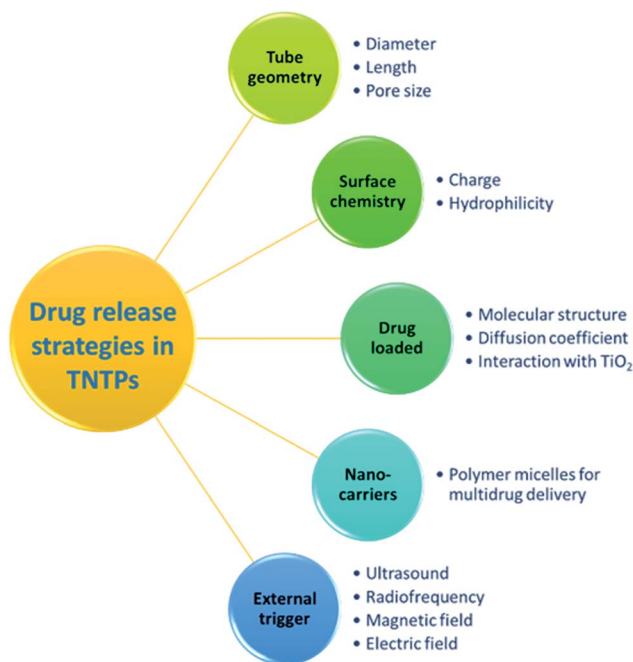 Tube
geometry
• Diameter
• Length
• Pore size
Surface
chemistry
• Charge
• Hydrophilicity
Drug release
strategies in
TNTPs
Drug
loaded
• Molecular structure
• Diffusion coefficient
• Interaction with TiO₂
Nano-
carriers
• Polymer micelles for
multidrug delivery
External
trigger
• Ultrasound
• Radiofrequency
• Magnetic field
• Electric field